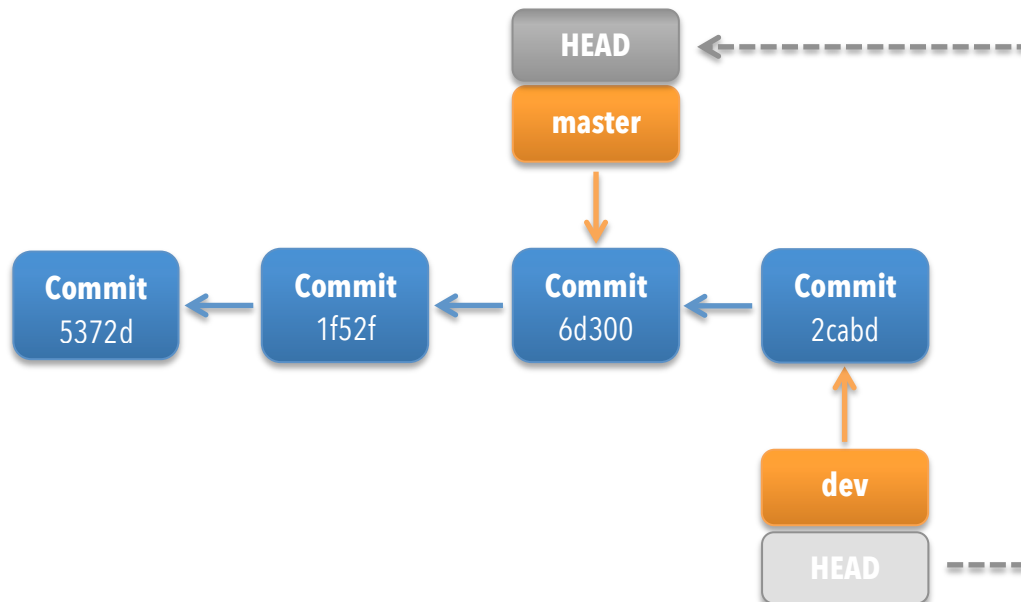 HEAD
master
Commit
5372d
Commit
1f52f
Commit
6d300
Commit
2cabd
dev
HEAD